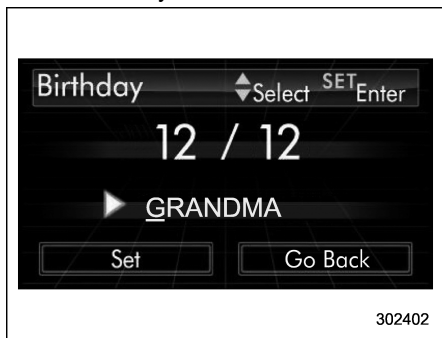 Birthday Select SET Enter
12 / 12
GRANDMA
Set Go Back
302402